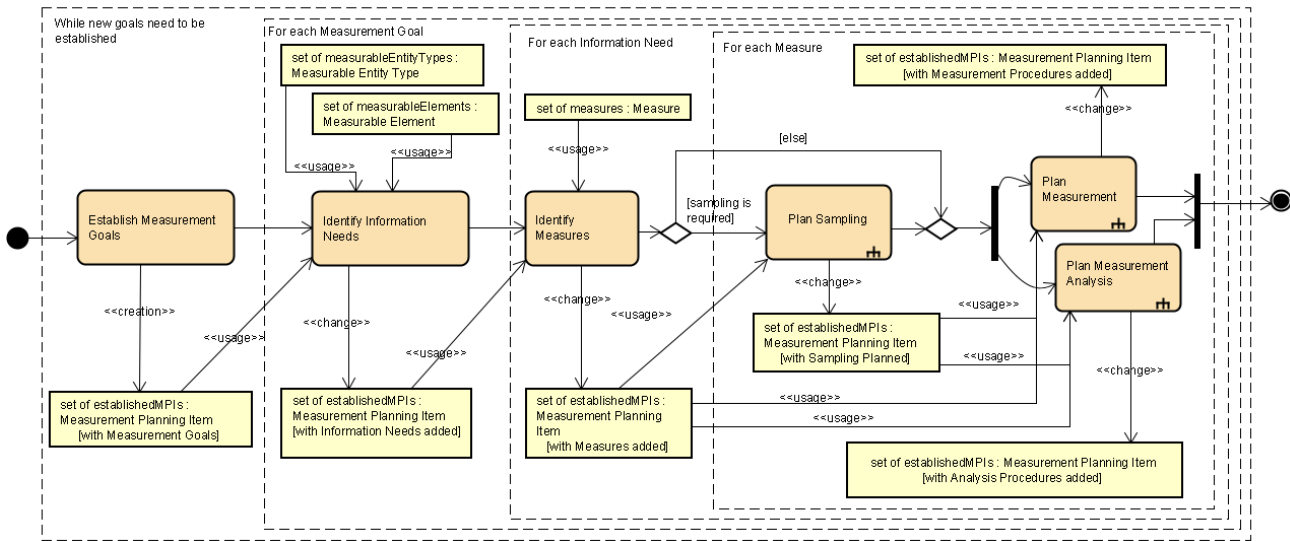 While new goals need to be
established
For each Measurement Goal
set of measurableEntityTypes :
Measurable Entity Type
set of measurableElements :
Measurable Element
<<usage>>
<<usage>>
For each Information Need
set of measures : Measure
<<usage>>
For each Measure
set of establishedMPIs : Measurement Planning Item
[with Measurement Procedures added]
<<change>>
[else]
[sampling is
required]
Establish Measurement
Goals
Identify Information
Needs
Identify
Measures
Plan Sampling
Plan
Measurement
Plan Measurement
Analysis
<<creation>>
<<usage>>
<<change>>
<<usage>>
<<change>>
<<usage>>
<<change>>
<<usage>>
<<usage>>
<<change>>
<<usage>>
<<usage>>
set of establishedMPIs :
Measurement Planning Item
[with Measurement Goals]
set of establishedMPIs :
Measurement Planning Item
[with Information Needs added]
set of establishedMPIs :
Measurement Planning
Item
[with Measures added]
set of establishedMPIs :
Measurement Planning Item
[with Sampling Planned]
set of establishedMPIs : Measurement Planning Item
[with Analysis Procedures added]